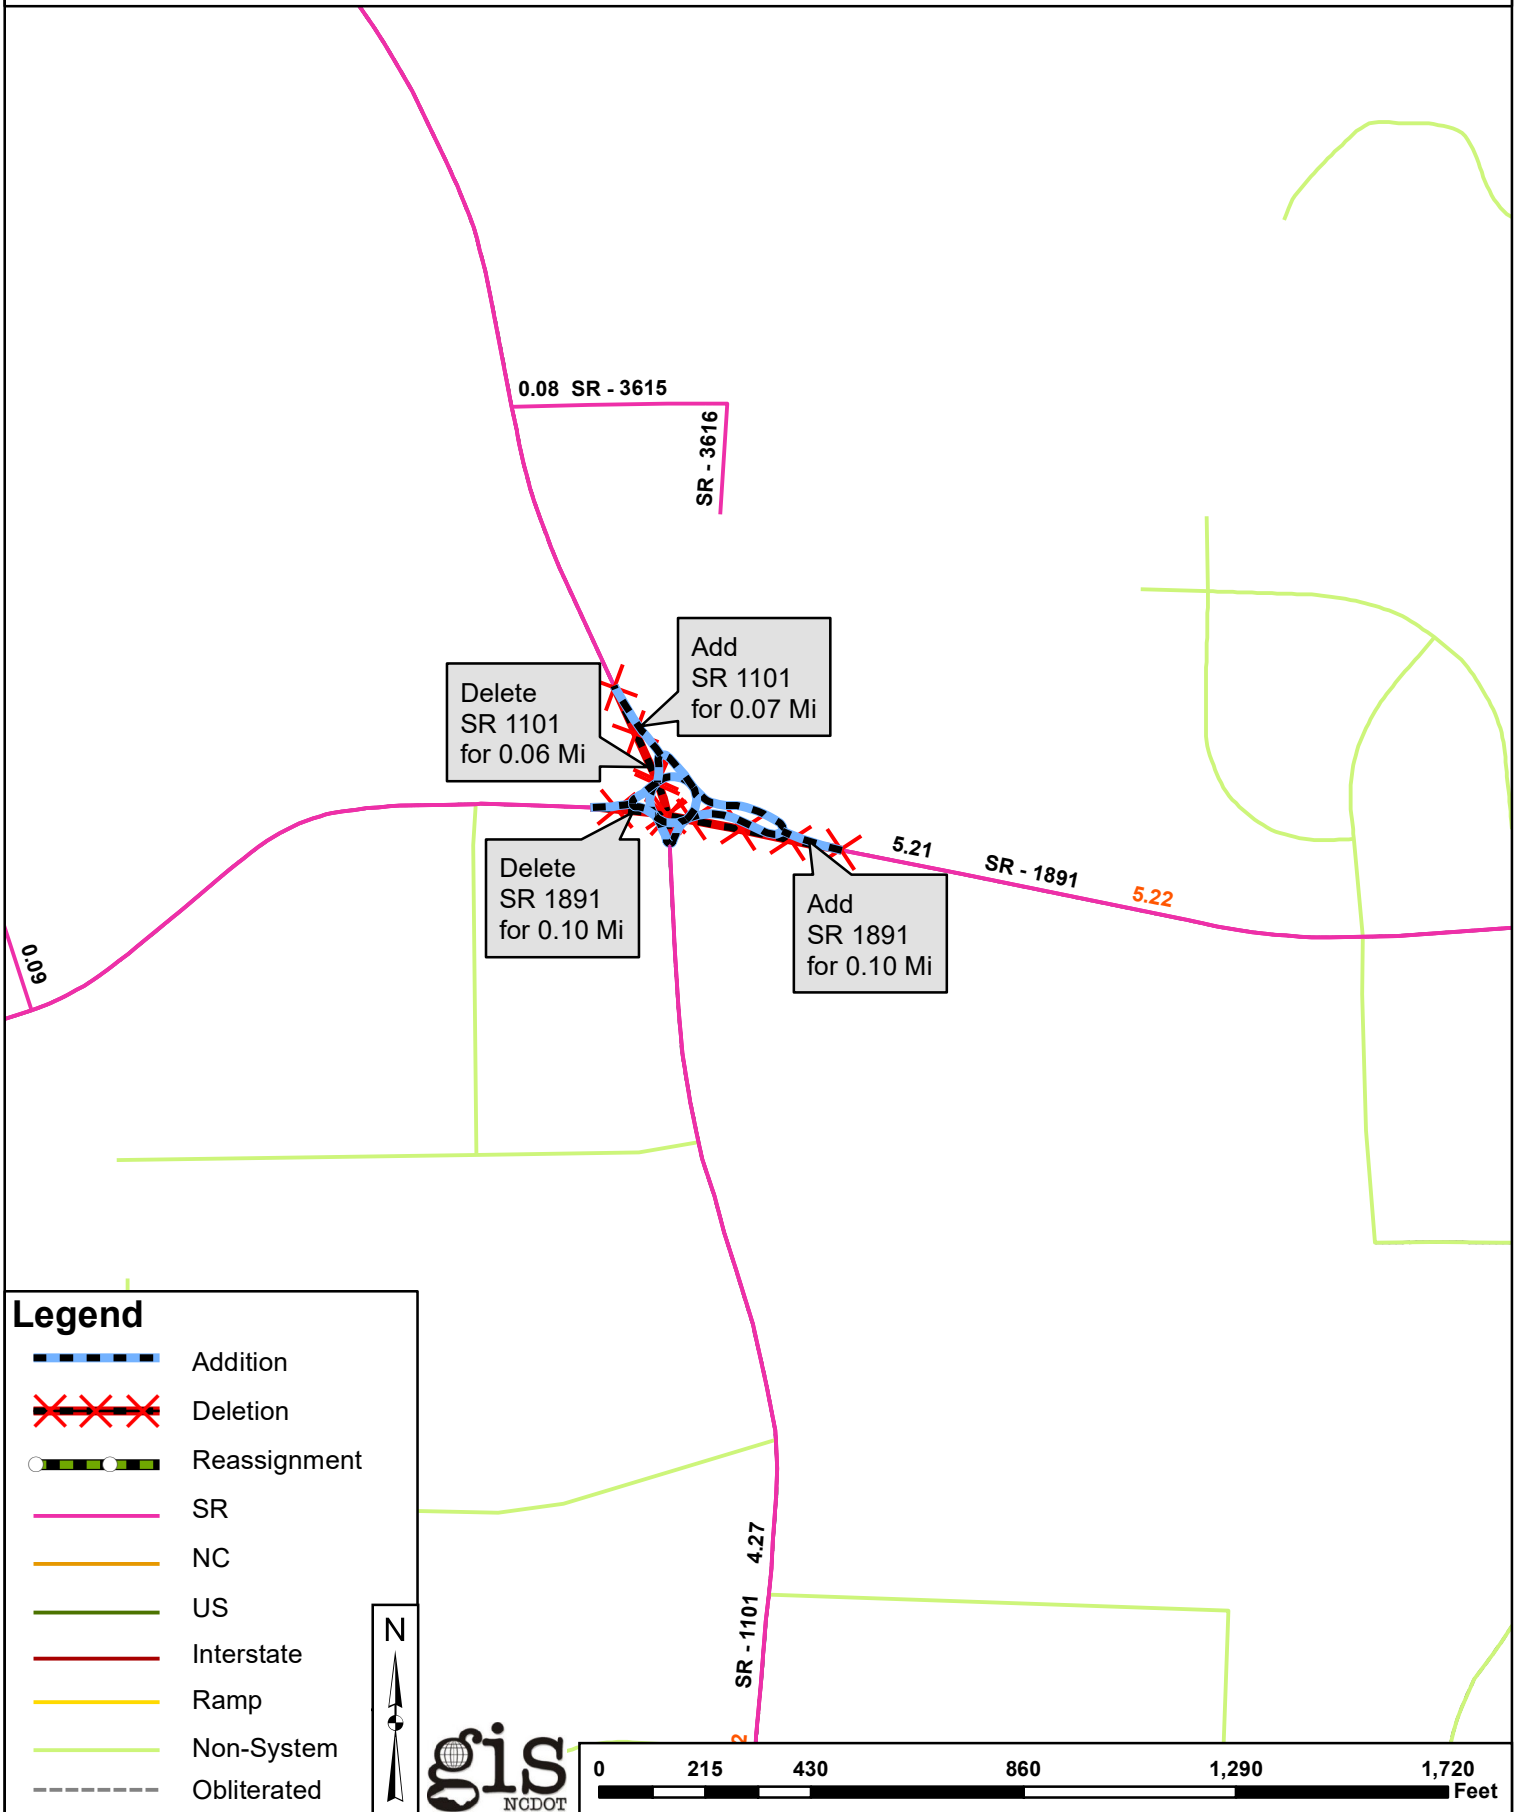 0.08 SR - 3615
SR - 3616
Add
SR 1101
for 0.07 Mi
Delete
SR 1101
for 0.06 Mi
Delete
SR 1891
for 0.10 Mi
Add
SR 1891
for 0.10 Mi
5.21
SR - 1891
5.22
0.09
4.27
SR - 1101
2
Legend
Addition
Deletion
Reassignment
SR
NC
US
Interstate
Ramp
Non-System
Obliterated
N
gis
NCDOT
0 215 430 860 1,290 1,720
Feet